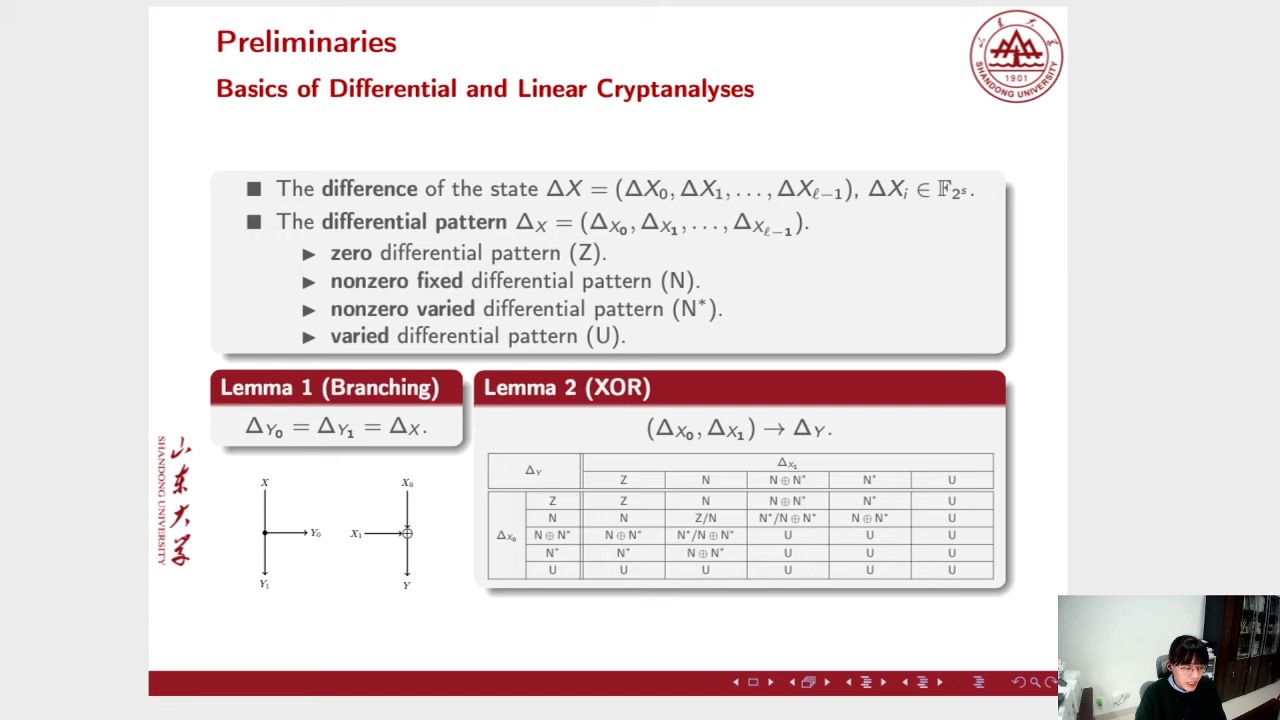 Preliminaries
Basics of Differential and Linear Cryptanalyses
SHANDONG UNIVERSITY
1901
■ The difference of the state ΔX = (ΔX₀, ΔX₁, . . . , ΔX_{ℓ−1}), ΔX_i ∈ 𝔽_{2^s}.
■ The differential pattern Δ_X = (Δ_{X₀}, Δ_{X₁}, . . . , Δ_{X_{ℓ−1}}).
▶ zero differential pattern (Z).
▶ nonzero fixed differential pattern (N).
▶ nonzero varied differential pattern (N*).
▶ varied differential pattern (U).
Lemma 1 (Branching)
Δ_{Y₀} = Δ_{Y₁} = Δ_X.
X
Y₀
Y₁
X₀
X₁
Y
Lemma 2 (XOR)
(Δ_{X₀}, Δ_{X₁}) → Δ_Y.
Δ_Y Δ_{X₁}
Z N N ⊕ N* N* U
Δ_{X₀}
Z Z N N ⊕ N* N* U
N N Z/N N*/N ⊕ N* N ⊕ N* U
N ⊕ N* N ⊕ N* N*/N ⊕ N* U U U
N* N* N ⊕ N* U U U
U U U U U U
山东大学
SHANDONG UNIVERSITY